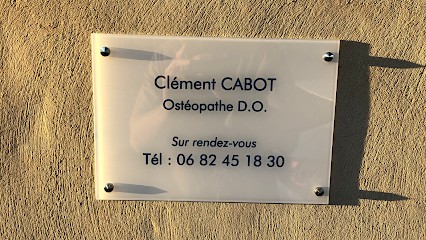 Clément CABOT
Ostéopathe D.O.
Sur rendez-vous
Tél : 06 82 45 18 30